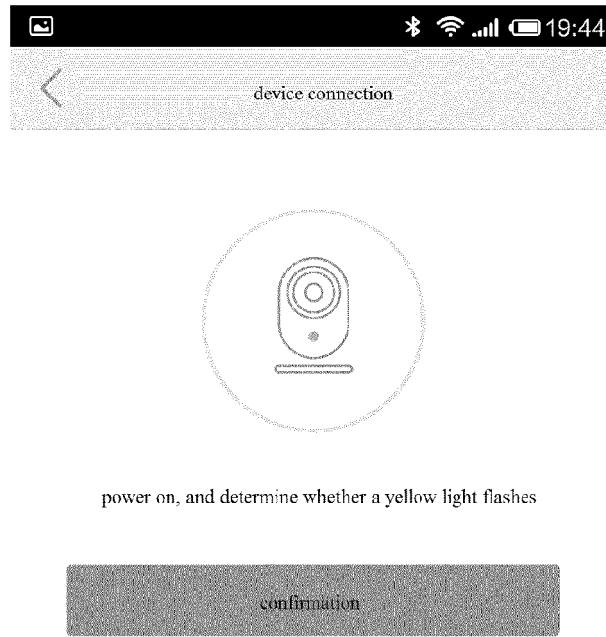 19:44
device connection
power on, and determine whether a yellow light flashes
confirmation